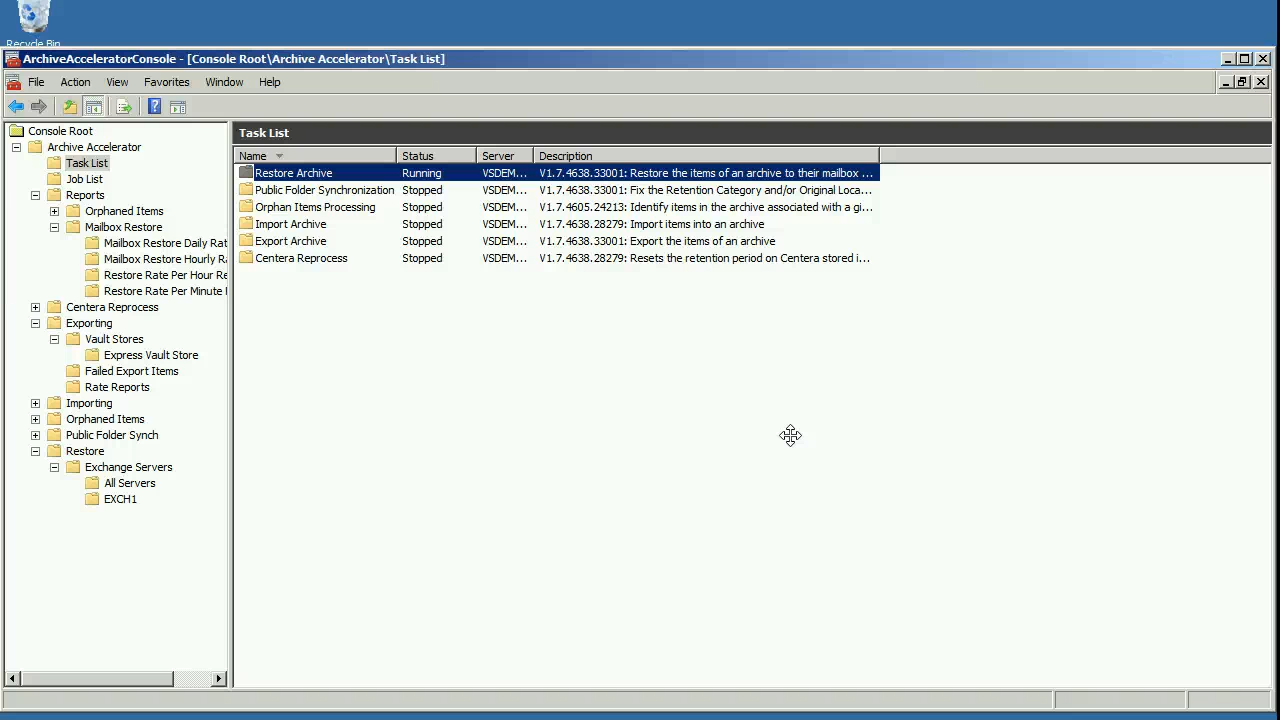 Recycle Bin
ArchiveAcceleratorConsole - [Console Root\Archive Accelerator\Task List]
File Action View Favorites Window Help
Console Root
Archive Accelerator
Task List
Job List
Reports
Orphaned Items
Mailbox Restore
Mailbox Restore Daily Rat
Mailbox Restore Hourly Ra
Restore Rate Per Hour Re
Restore Rate Per Minute
Centera Reprocess
Exporting
Vault Stores
Express Vault Store
Failed Export Items
Rate Reports
Importing
Orphaned Items
Public Folder Synch
Restore
Exchange Servers
All Servers
EXCH1
Task List
Name Status Server Description
Restore Archive Running VSDEM... V1.7.4638.33001: Restore the items of an archive to their mailbox ...
Public Folder Synchronization Stopped VSDEM... V1.7.4638.33001: Fix the Retention Category and/or Original Loca...
Orphan Items Processing Stopped VSDEM... V1.7.4605.24213: Identify items in the archive associated with a gi...
Import Archive Stopped VSDEM... V1.7.4638.28279: Import items into an archive
Export Archive Stopped VSDEM... V1.7.4638.33001: Export the items of an archive
Centera Reprocess Stopped VSDEM... V1.7.4638.28279: Resets the retention period on Centera stored i...